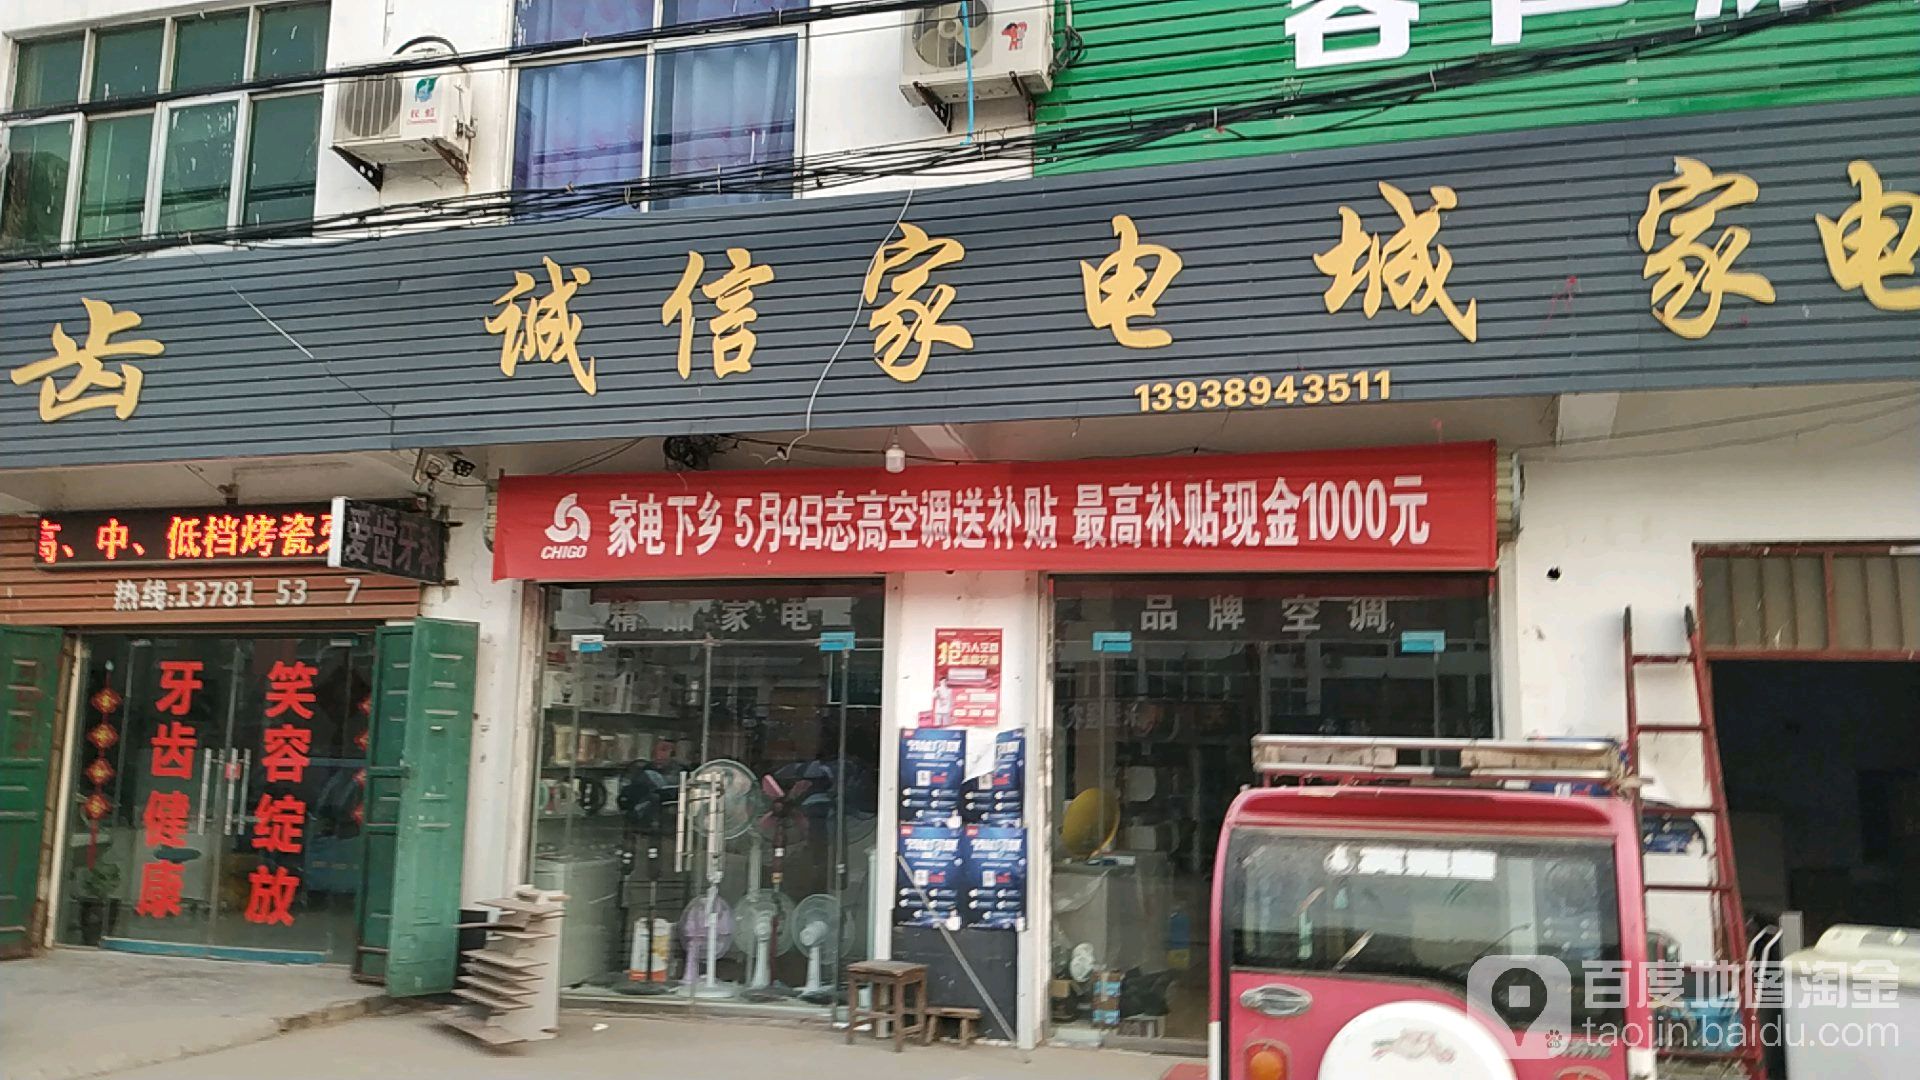 齿
诚信家电城
家电
13938943511
CHIGO
家电下乡 5月4日志高空调送补贴 最高补贴现金1000元
高、中、低档烤瓷牙
爱齿牙科
热线:13781 53 7
精品家电
品牌空调
牙齿健康
笑容绽放
抢
百度地图淘金
taojin.baidu.com